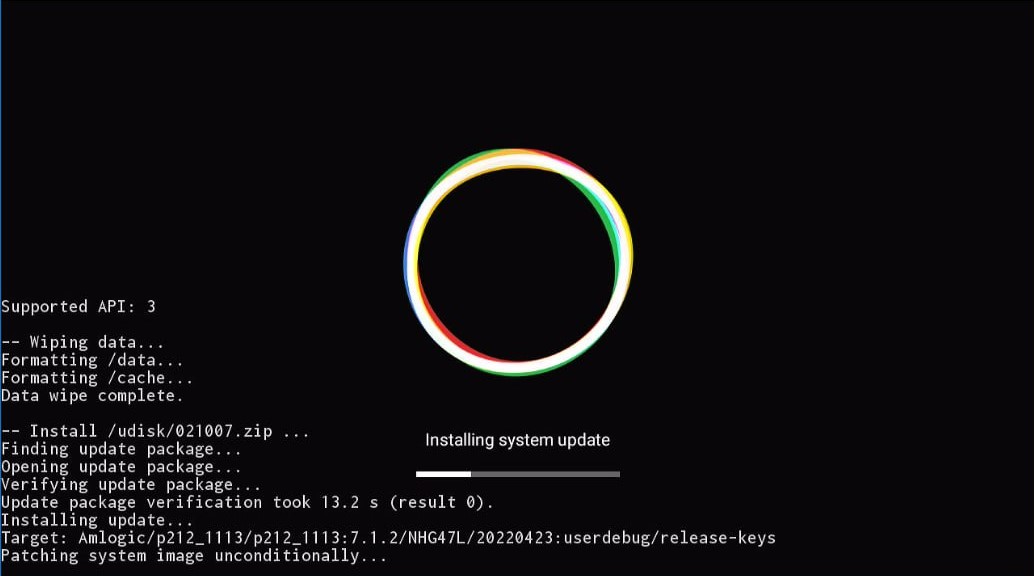 Supported API: 3
-- Wiping data...
Formatting /data...
Formatting /cache...
Data wipe complete.
-- Install /udisk/021007.zip ...
Finding update package...
Opening update package...
Verifying update package...
Update package verification took 13.2 s (result 0).
Installing update...
Target: Amlogic/p212_1113/p212_1113:7.1.2/NHG47L/20220423:userdebug/release-keys
Patching system image unconditionally...
Installing system update